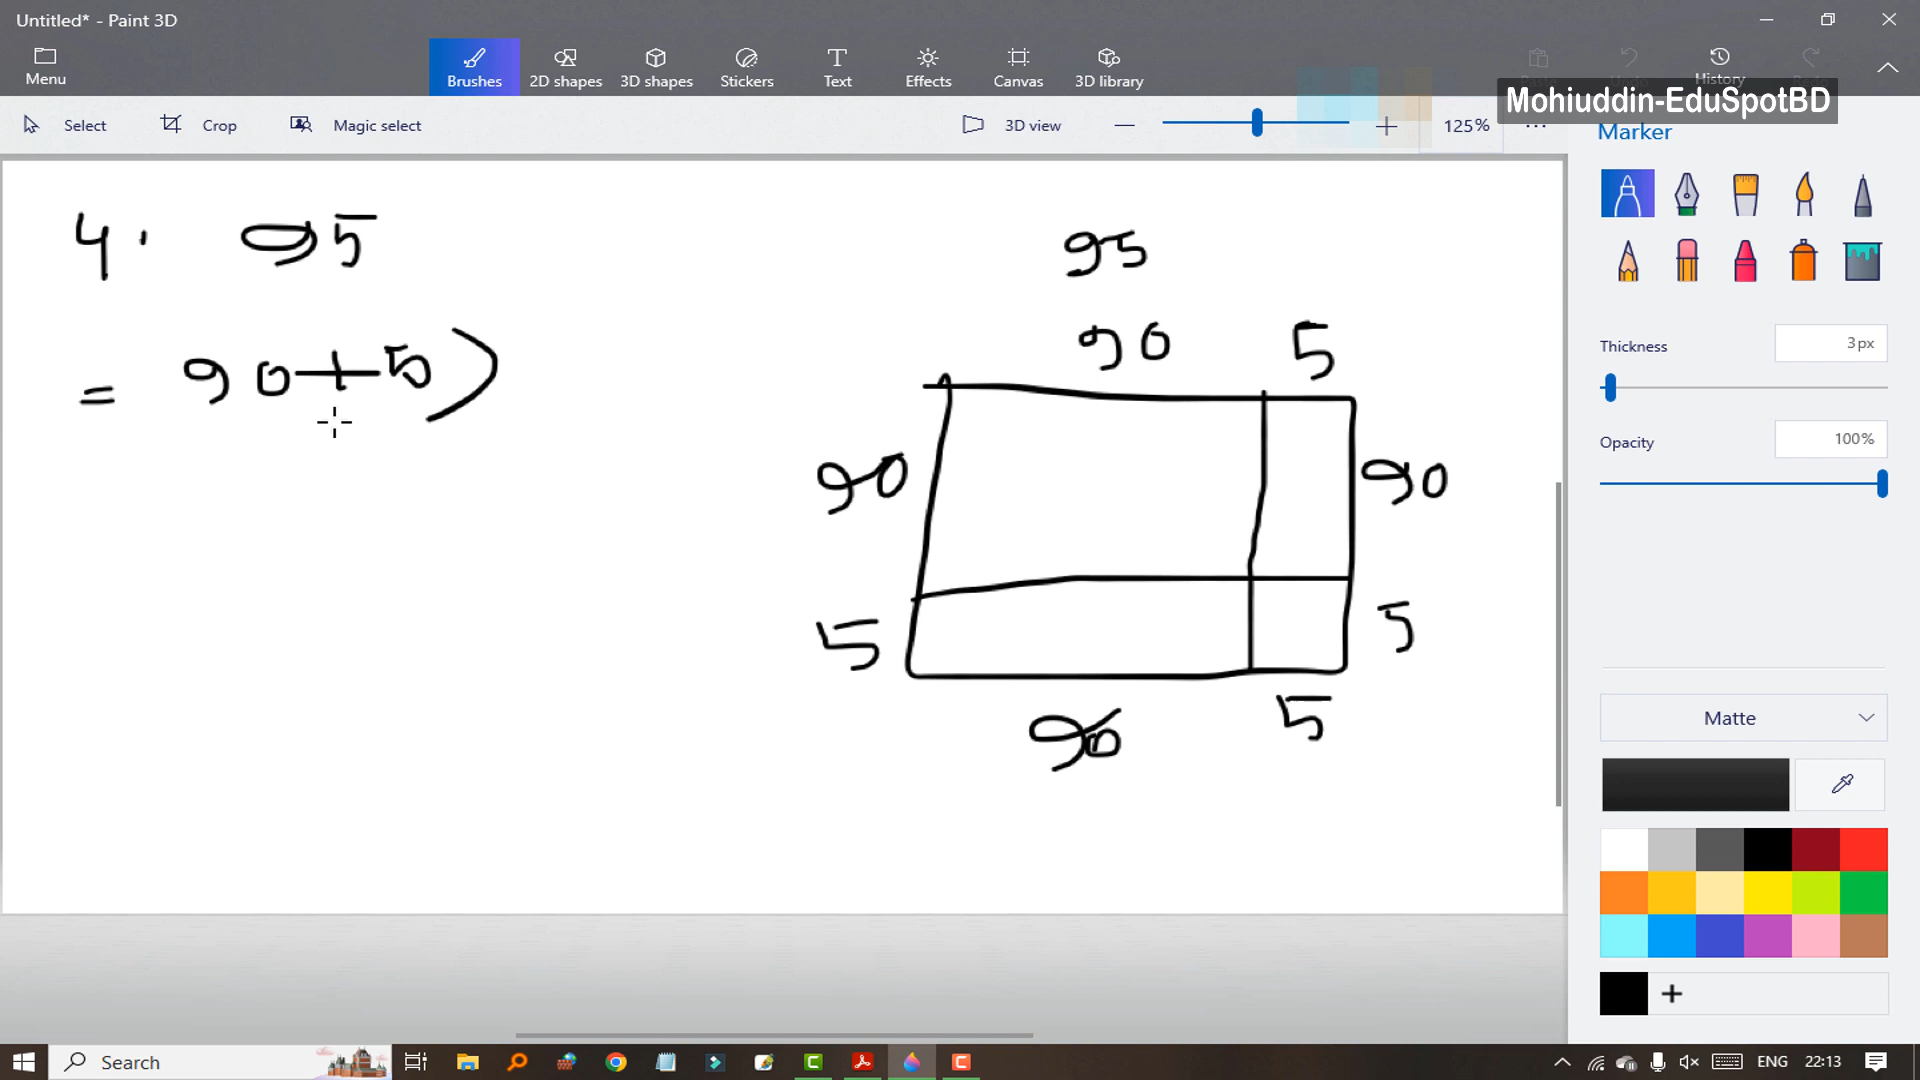 Untitled* - Paint 3D
Menu
Brushes
2D shapes
3D shapes
Stickers
Text
Effects
Canvas
3D library
History
Mohiuddin-EduSpotBD
Select
Crop
Magic select
3D view
125%
Marker
4. 95
= 90+5)
95
90 5
90 90
5 5
90 5
Thickness
3px
Opacity
100%
Matte
Search
ENG
22:13